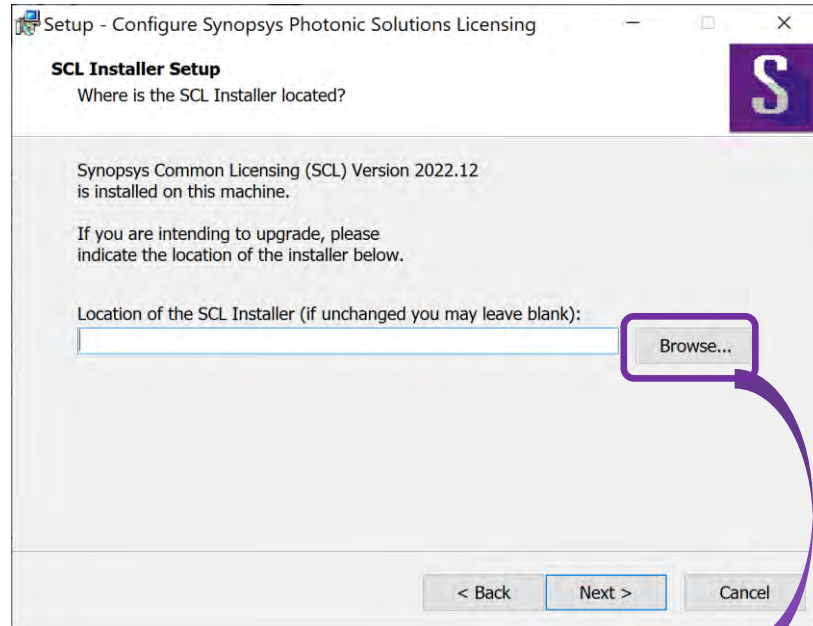 Setup - Configure Synopsys Photonic Solutions Licensing
SCL Installer Setup
Where is the SCL Installer located?
S
Synopsys Common Licensing (SCL) Version 2022.12
is installed on this machine.
If you are intending to upgrade, please
indicate the location of the installer below.
Location of the SCL Installer (if unchanged you may leave blank):
Browse...
< Back Next > Cancel